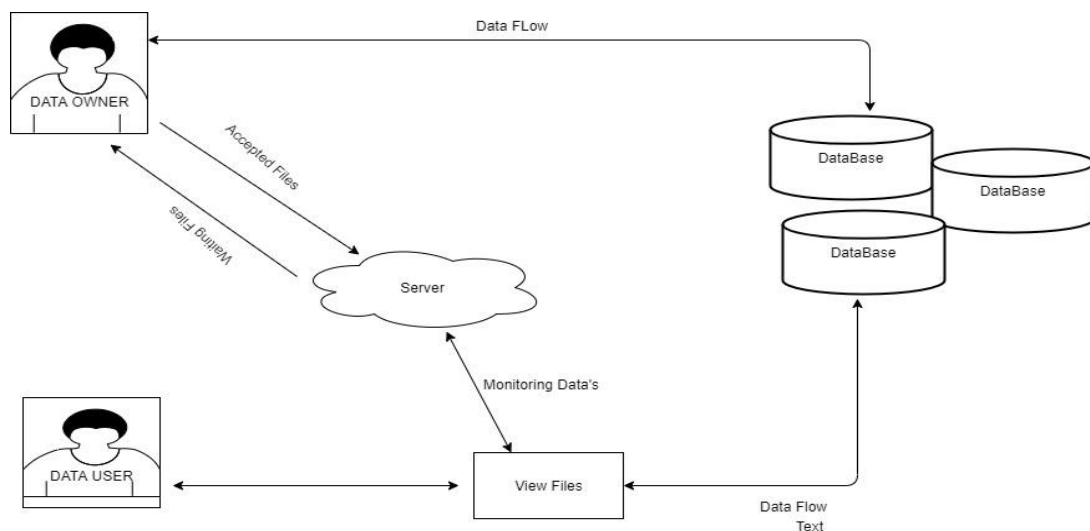 Data FLow
DATA OWNER
Accepted Files
Waiting Files
DataBase
DataBase
DataBase
Server
Monitoring Data's
DATA USER
View Files
Data Flow
Text